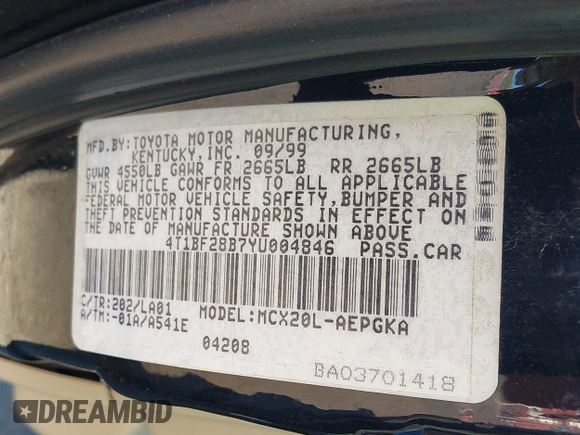 MFD.BY:TOYOTA MOTOR MANUFACTURING,
KENTUCKY,INC. 09/99
GVWR 4550LB GAWR FR 2665LB RR 2665LB
THIS VEHICLE CONFORMS TO ALL APPLICABLE
FEDERAL MOTOR VEHICLE SAFETY,BUMPER AND
THEFT PREVENTION STANDARDS IN EFFECT ON
THE DATE OF MANUFACTURE SHOWN ABOVE
4T1BF28B7YU004846 PASS.CAR
C/TR:202/LA01 MODEL:MCX20L-AEPGKA
A/TM:-01A/A541E
04208
BA03701418
DREAMBID